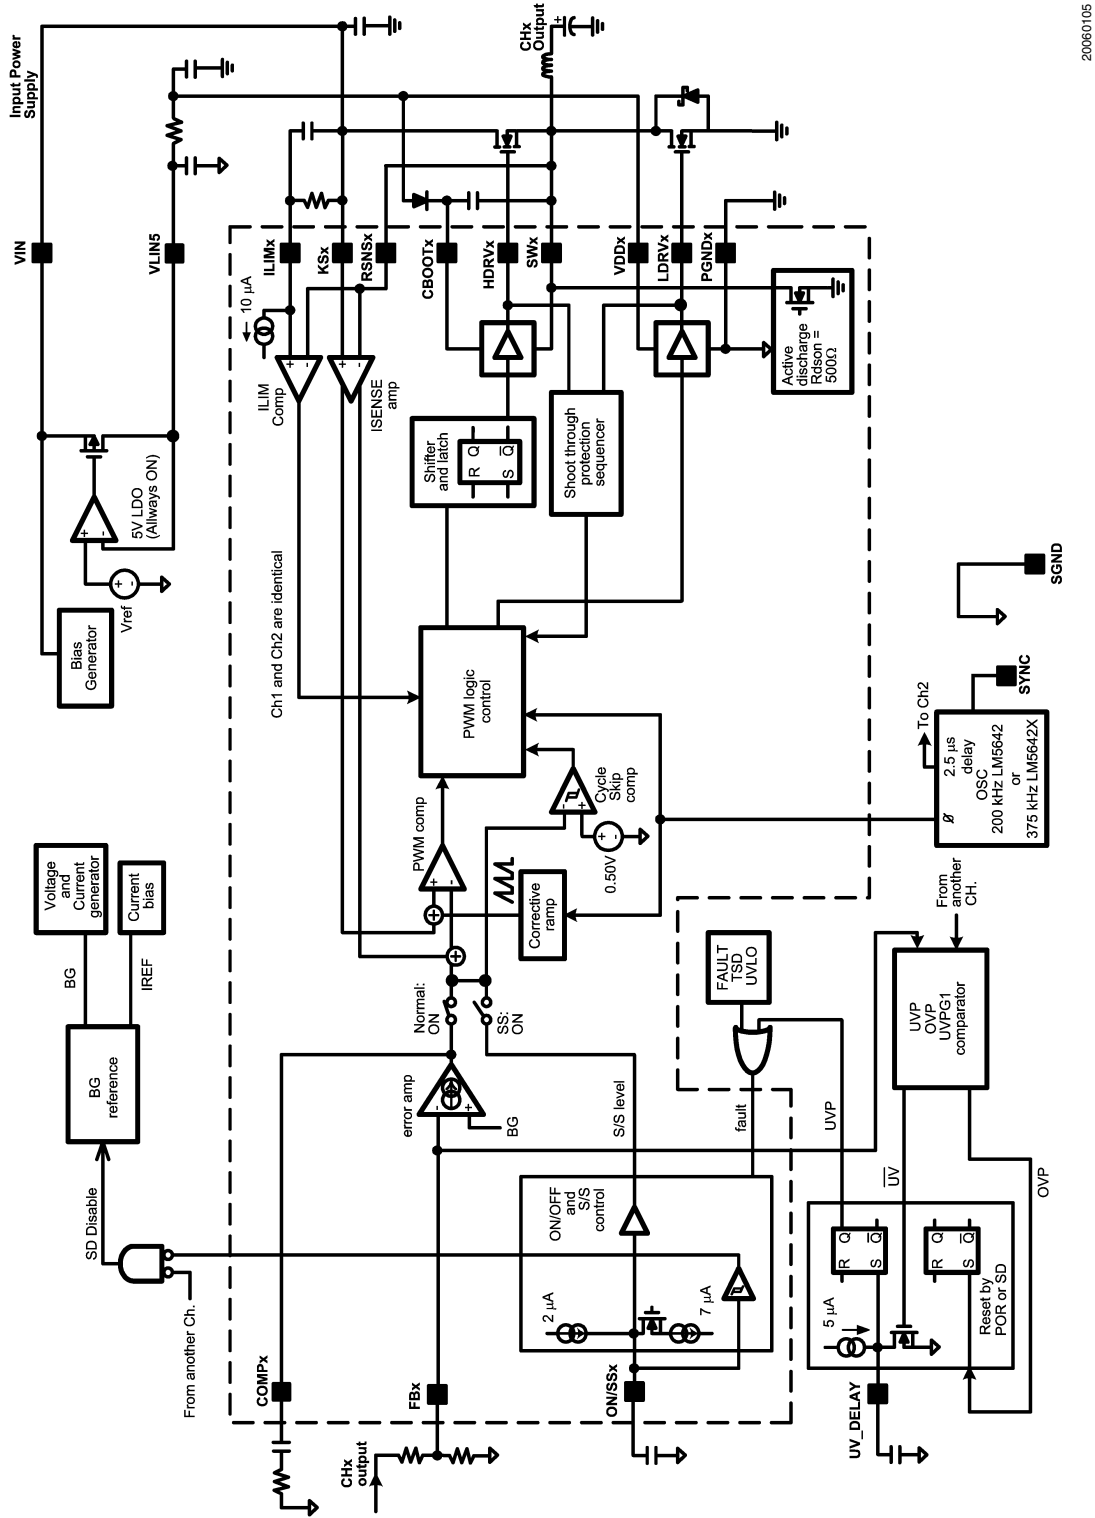 20060105
Input Power
Supply
VIN
VLIN5
5V LDO
(Allways ON)
+
-
Vref
+
-
Bias
Generator
CHx
Output
+
ILIMx
KSx
RSNSx
CBOOTx
HDRVx
SWx
VDDx
LDRVx
PGNDx
10 µA
+
-
ILIM
Comp
+
-
ISENSE
amp
Active
discharge
Rdson =
500Ω
Shifter
and latch
R Q
S Q
Shoot through
protection
sequencer
Ch1 and Ch2 are identical
PWM logic
control
PWM comp
+
-
+
+
Cycle
Skip
comp
-
+
0.50V
+
-
Corrective
ramp
SGND
SYNC
To Ch2
2.5 µs
delay
OSC
200 kHz LM5642
or
375 kHz LM5642X
Ø
Voltage
and
Current
generator
Current
bias
BG
IREF
BG
reference
SD Disable
From another Ch.
Normal:
ON
SS:
ON
error amp
-
+
BG
S/S level
FAULT
TSD
UVLO
fault
From
another
CH.
UVP
OVP
UVPG1
comparator
UVP
UV
OVP
ON/OFF
and
S/S
control
2 µA
7 µA
R Q
S Q
R Q
S Q
5 µA
Reset by
POR or SD
COMPx
FBx
ON/SSx
UV_DELAY
CHx
output